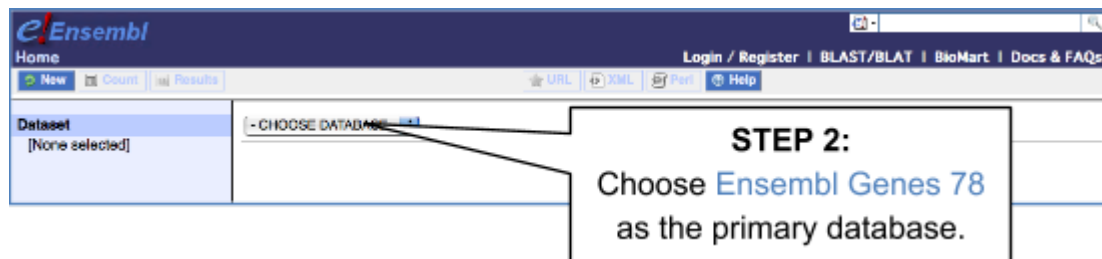 e!Ensembl
Home
Login / Register | BLAST/BLAT | BioMart | Docs & FAQs
New Count Results URL XML Perl Help
Dataset
[None selected]
- CHOOSE DATABASE -
STEP 2:
Choose Ensembl Genes 78
as the primary database.